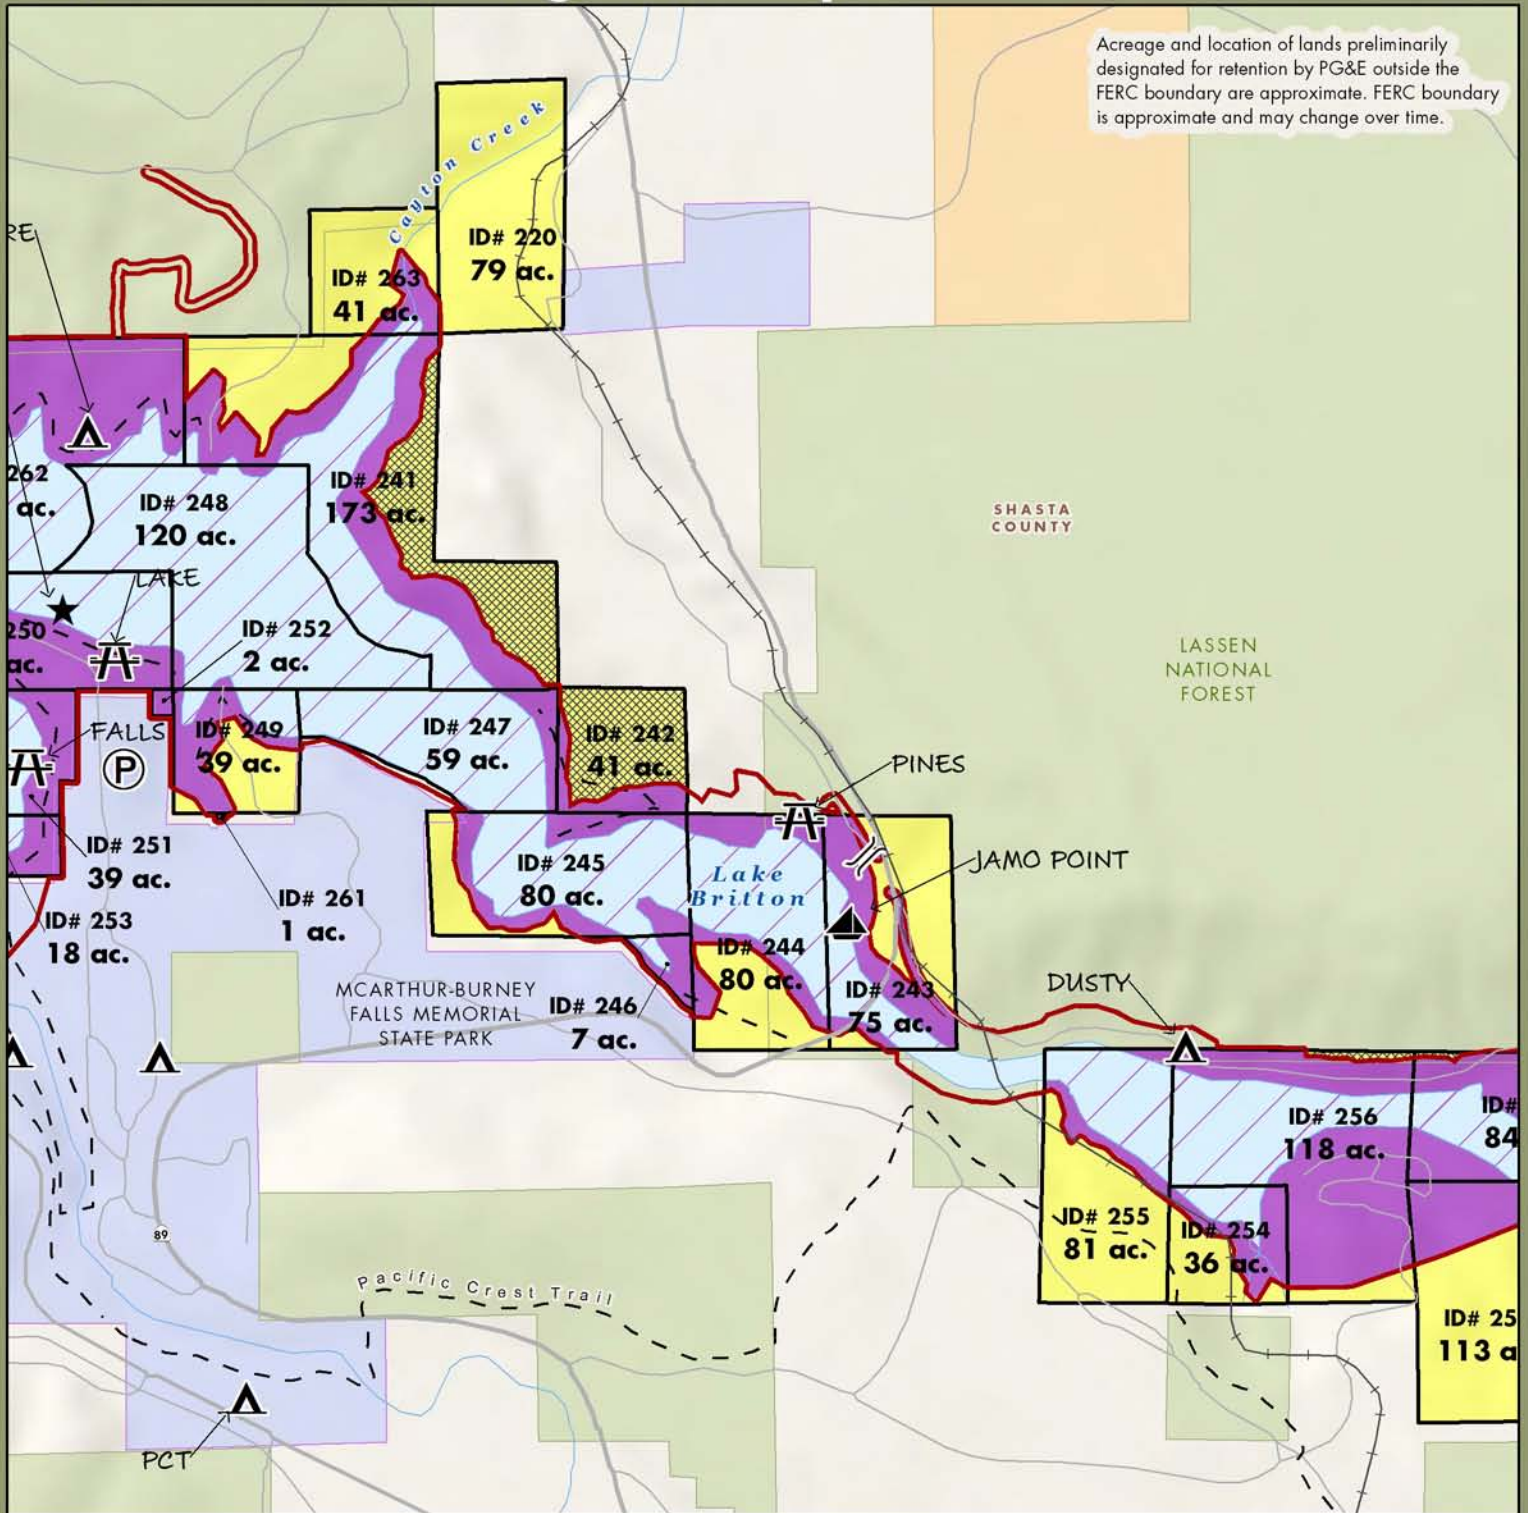 Acreage and location of lands preliminarily
designated for retention by PG&E outside the
FERC boundary are approximate. FERC boundary
is approximate and may change over time.
Cayton Creek
ID# 220
79 ac.
RE
ID# 263
41 ac.
262
ac.
ID# 248
120 ac.
ID# 241
173 ac.
SHASTA
COUNTY
LAKE
250
ac.
ID# 252
2 ac.
LASSEN
NATIONAL
FOREST
FALLS
P
ID# 249
39 ac.
ID# 247
59 ac.
ID# 242
41 ac.
PINES
ID# 251
39 ac.
ID# 245
80 ac.
Lake
Britton
JAMO POINT
ID# 261
1 ac.
ID# 253
18 ac.
ID# 244
80 ac.
MCARTHUR-BURNEY
FALLS MEMORIAL
STATE PARK
ID# 246
7 ac.
ID# 243
75 ac.
DUSTY
ID# 256
118 ac.
ID#
84
ID# 255
81 ac.
ID# 254
36 ac.
89
Pacific Crest Trail
ID# 25
113 a
PCT